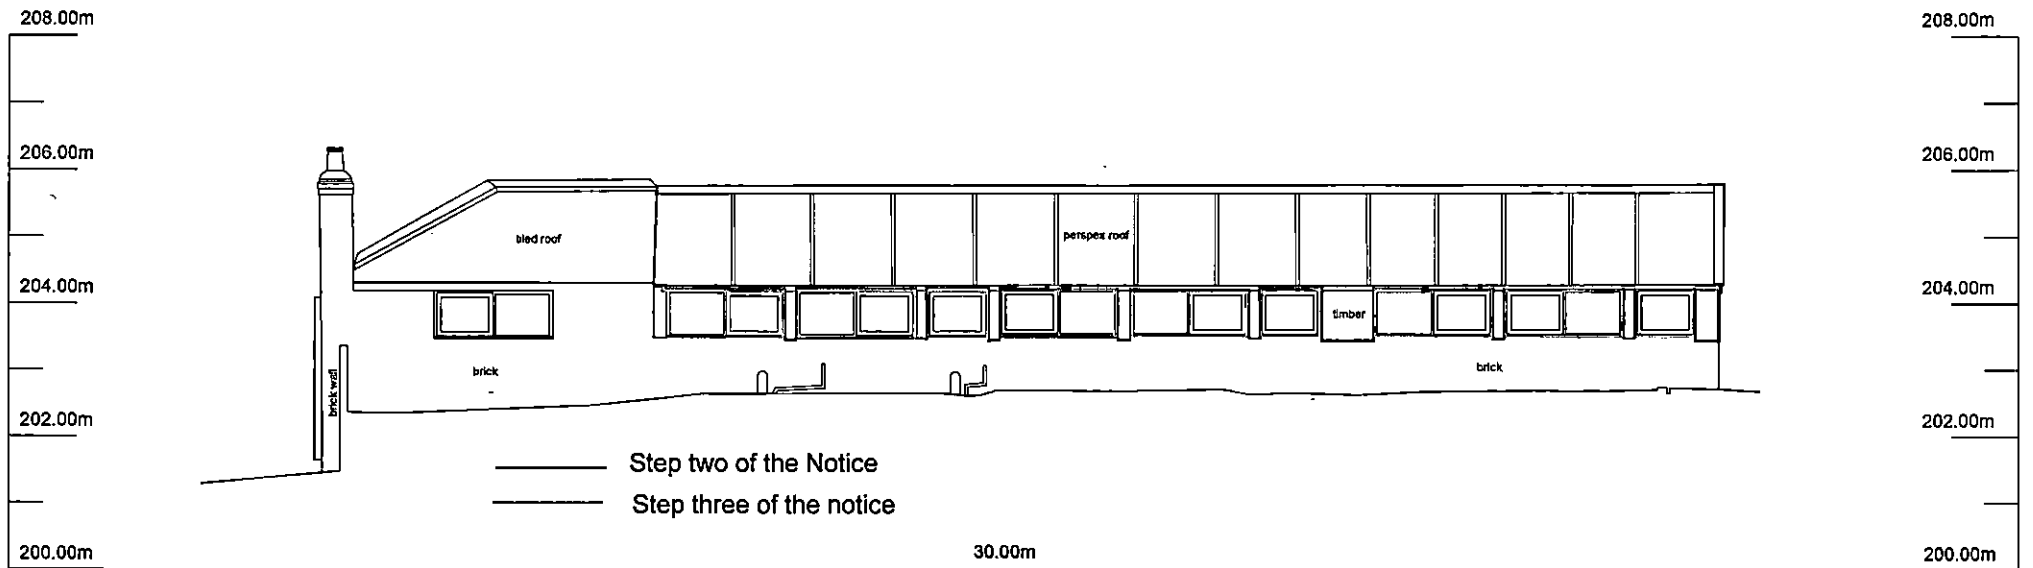 208.00m
208.00m
206.00m
206.00m
tiled roof
perspex roof
204.00m
204.00m
timber
brick
brick
brick wall
202.00m
202.00m
Step two of the Notice
Step three of the notice
200.00m
30.00m
200.00m